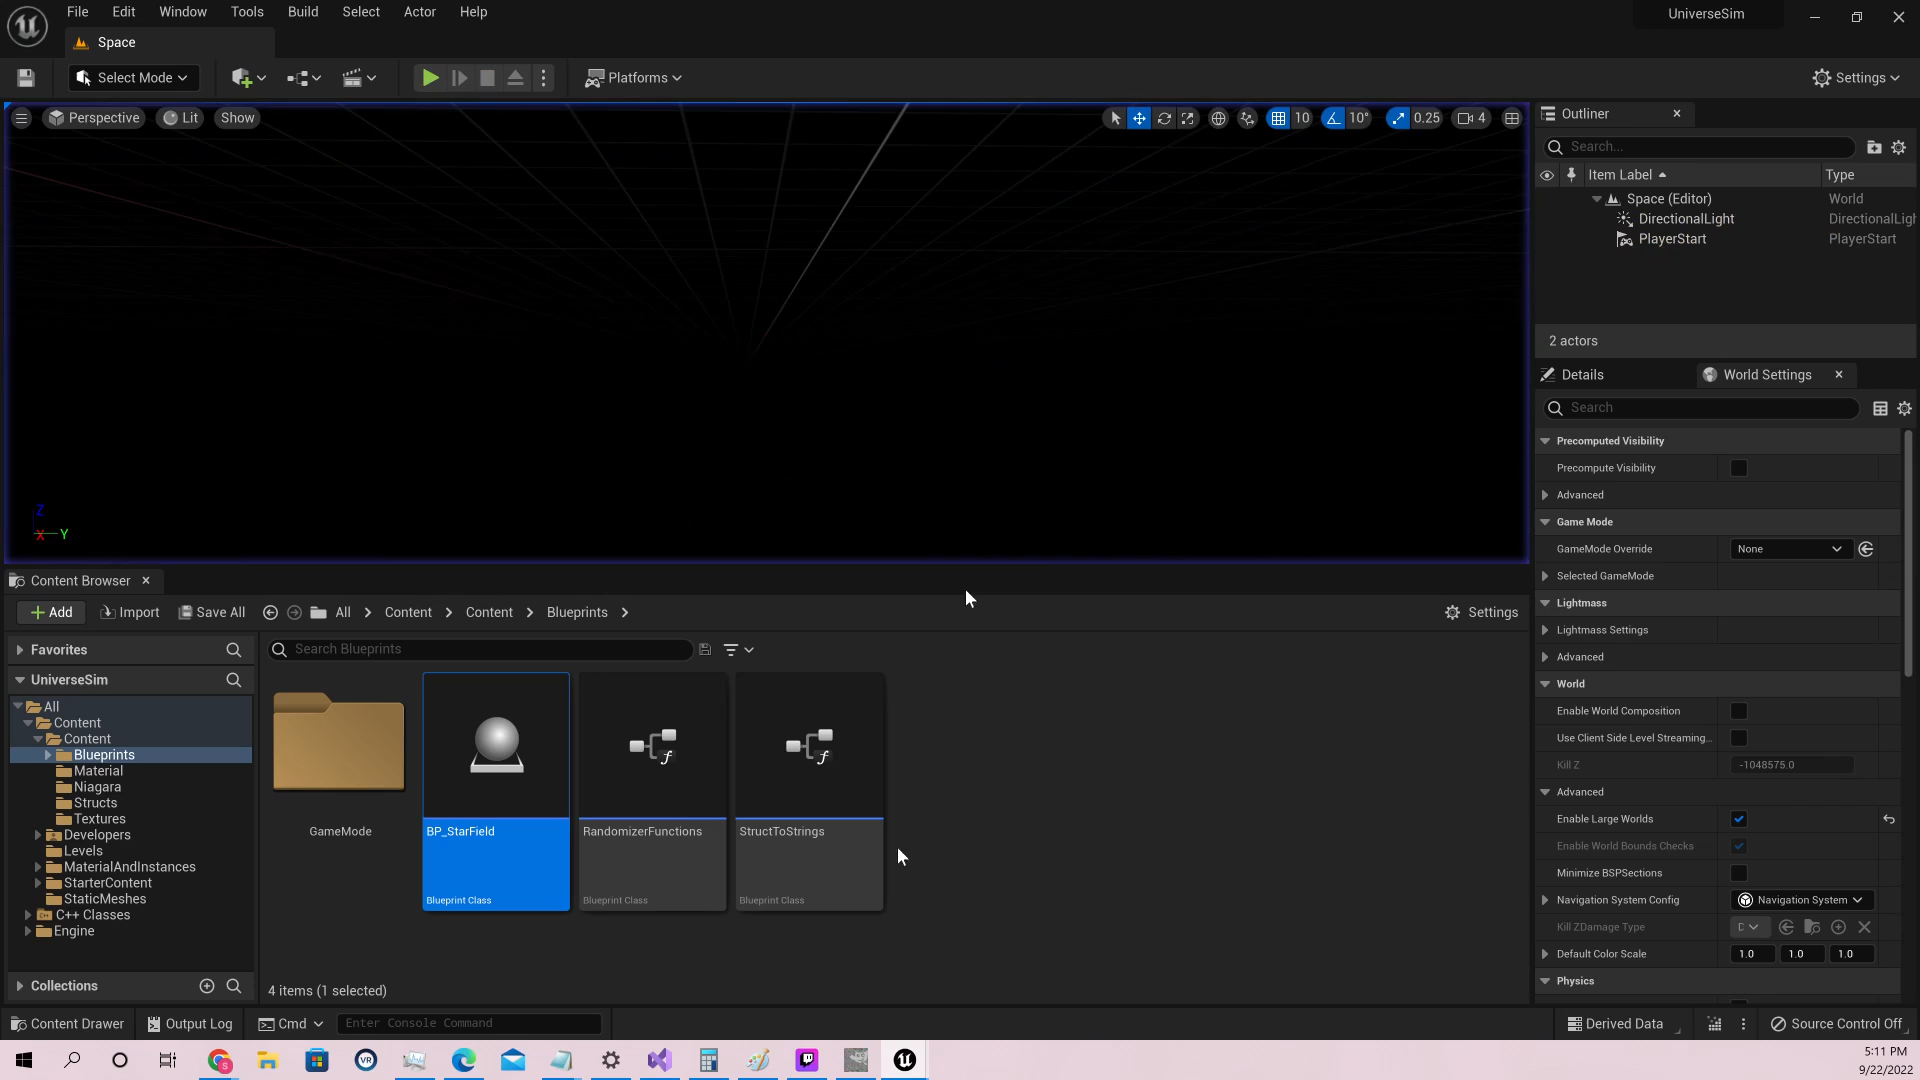 File Edit Window Tools Build Select Actor Help
UniverseSim
Space
Select Mode
Platforms
Settings
Perspective Lit Show
10 10° 0.25 4
Z
X Y
Outliner
Search...
Item Label Type
Space (Editor) World
DirectionalLight DirectionalLigh
PlayerStart PlayerStart
2 actors
Details World Settings
Search
Precomputed Visibility
Precompute Visibility
Advanced
Game Mode
GameMode Override None
Selected GameMode
Lightmass
Lightmass Settings
Advanced
World
Enable World Composition
Use Client Side Level Streaming...
Kill Z -1048575.0
Advanced
Enable Large Worlds
Enable World Bounds Checks
Minimize BSPSections
Navigation System Config Navigation System
Kill ZDamage Type
Default Color Scale 1.0 1.0 1.0
Physics
Content Browser
Add Import Save All All Content Content Blueprints Settings
Favorites
UniverseSim
All
Content
Content
Blueprints
Material
Niagara
Structs
Textures
Developers
Levels
MaterialAndInstances
StarterContent
StaticMeshes
C++ Classes
Engine
Collections
Search Blueprints
GameMode
BP_StarField
Blueprint Class
RandomizerFunctions
Blueprint Class
StructToStrings
Blueprint Class
4 items (1 selected)
Content Drawer Output Log Cmd Enter Console Command Derived Data Source Control Off
5:11 PM
9/22/2022